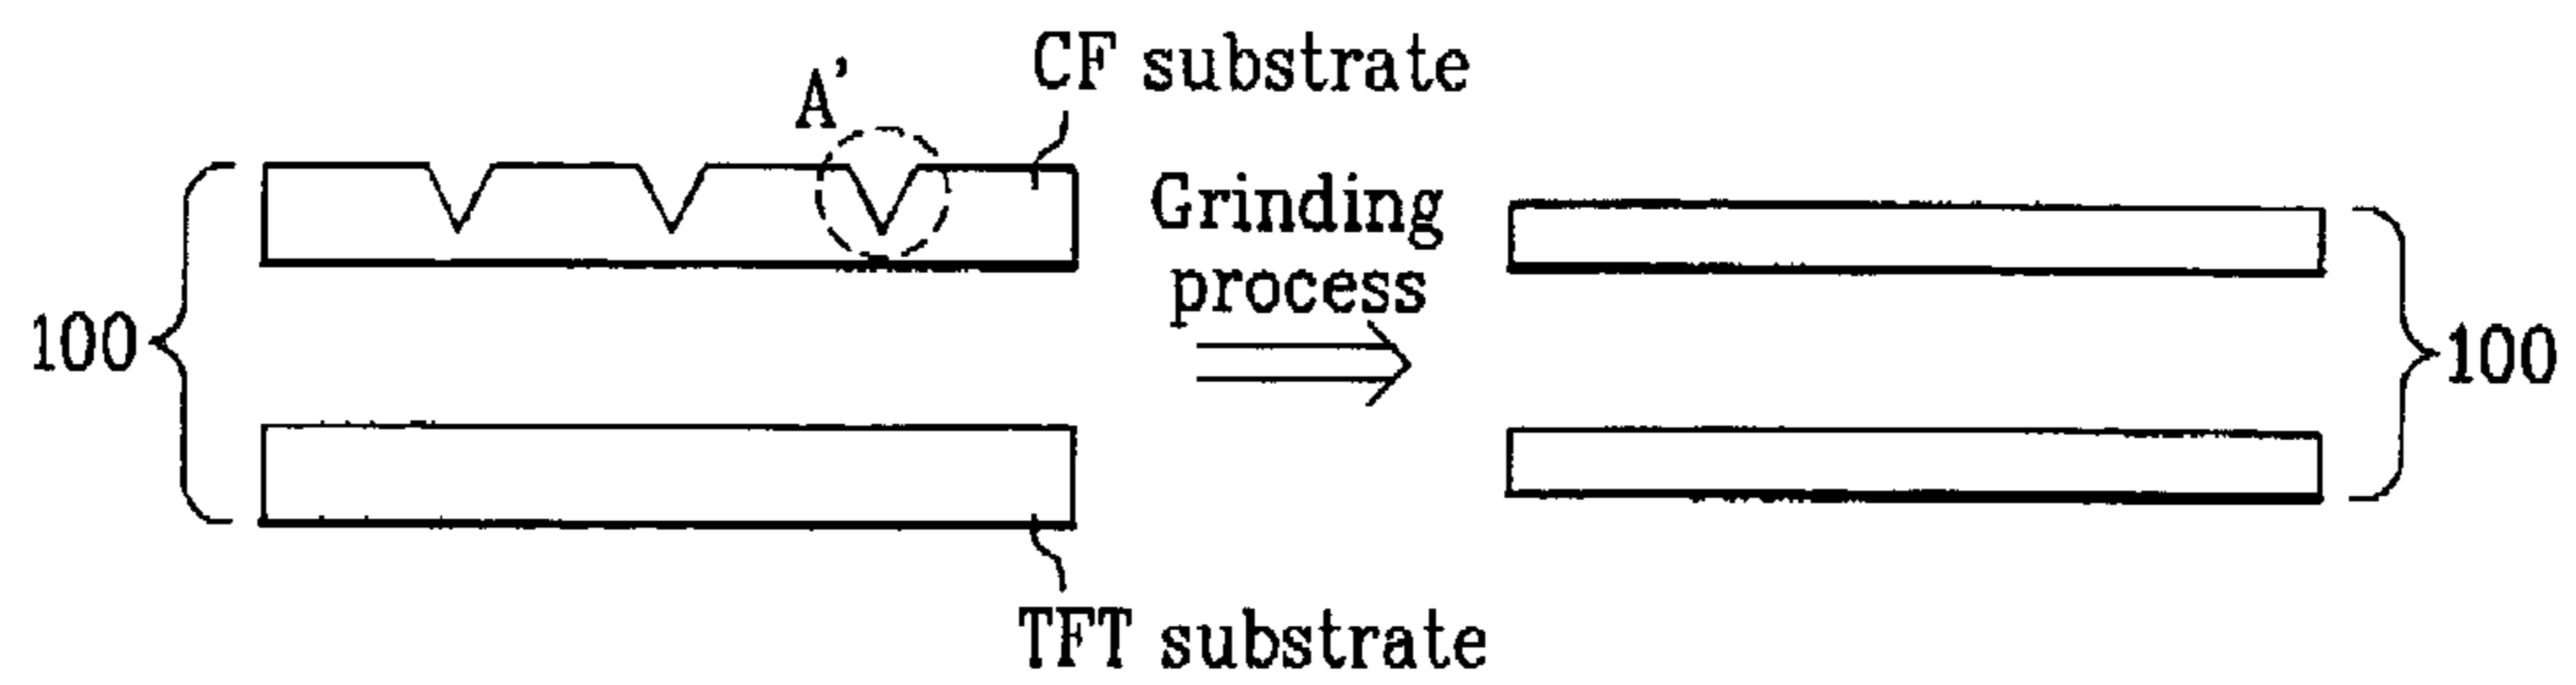 A'
CF substrate
Grinding
process
100
100
TFT substrate